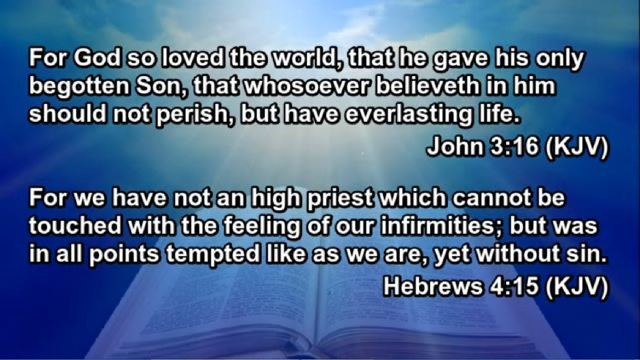 For God so loved the world, that he gave his only
begotten Son, that whosoever believeth in him
should not perish, but have everlasting life.
John 3:16 (KJV)
For we have not an high priest which cannot be
touched with the feeling of our infirmities; but was
in all points tempted like as we are, yet without sin.
Hebrews 4:15 (KJV)